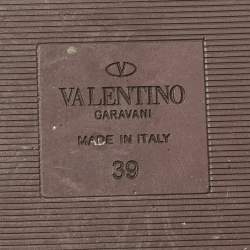 VALENTINO
GARAVANI
MADE IN ITALY
39